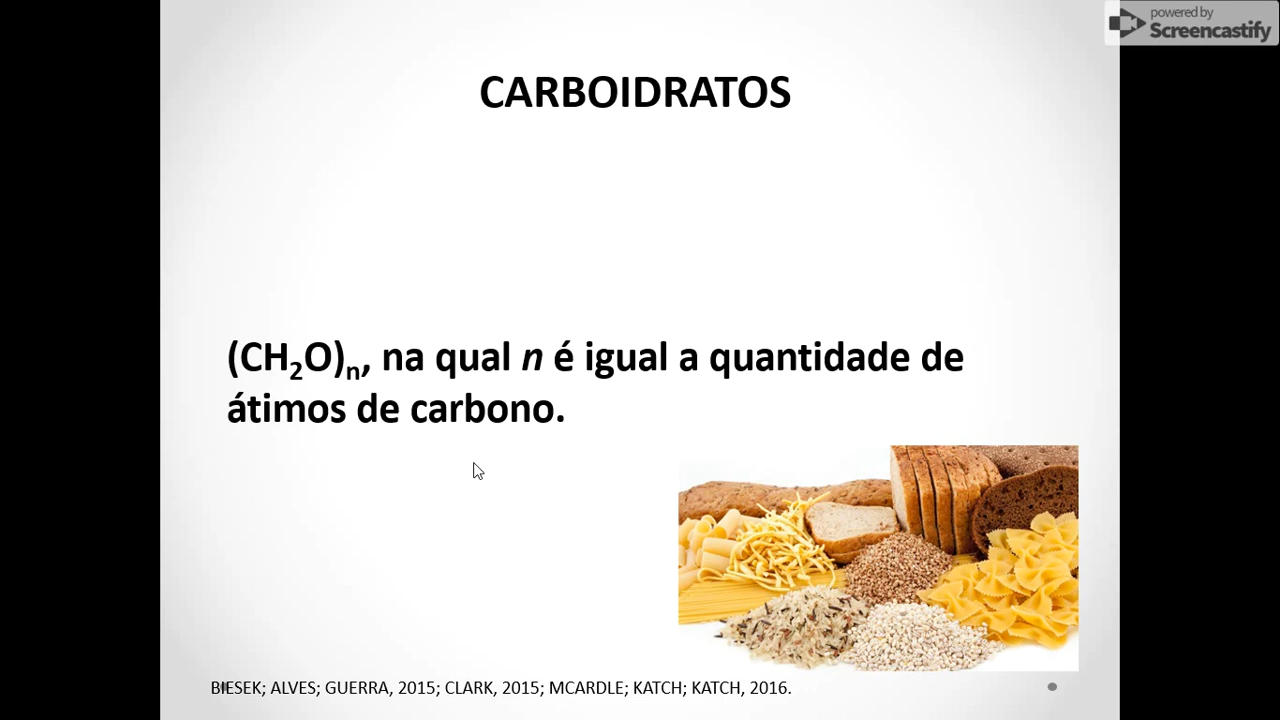 powered by
Screencastify
CARBOIDRATOS
(CH₂O)ₙ, na qual n é igual a quantidade de
átimos de carbono.
BIESEK; ALVES; GUERRA, 2015; CLARK, 2015; MCARDLE; KATCH; KATCH, 2016.